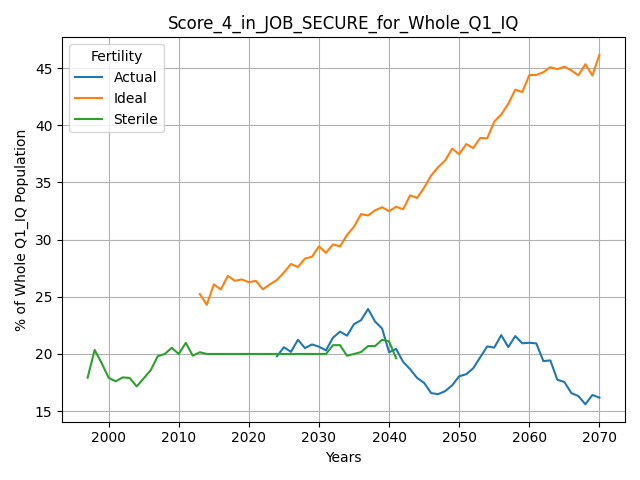 Score_4_in_JOB_SECURE_for_Whole_Q1_IQ
Fertility
Actual
Ideal
Sterile
% of Whole Q1_IQ Population
45
40
35
30
25
20
15
2000
2010
2020
2030
2040
2050
2060
2070
Years